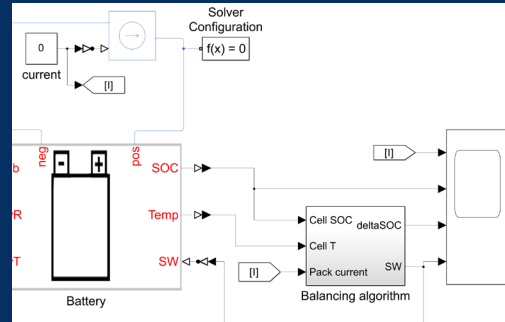 Solver
Configuration
0
f(x) = 0
current
[I]
neg
pos
[I]
b
SOC
R
Temp
T
SW
Cell SOC
deltaSOC
Cell T
[I]
Pack current
SW
Battery
Balancing algorithm